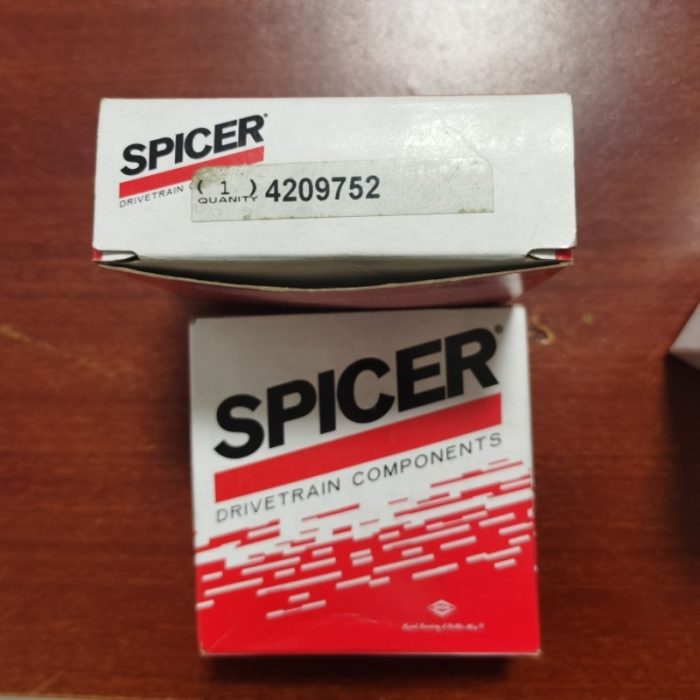 SPICER®
DRIVETRAIN
( 1 ) 4209752
QUANTITY
SPICER®
DRIVETRAIN COMPONENTS